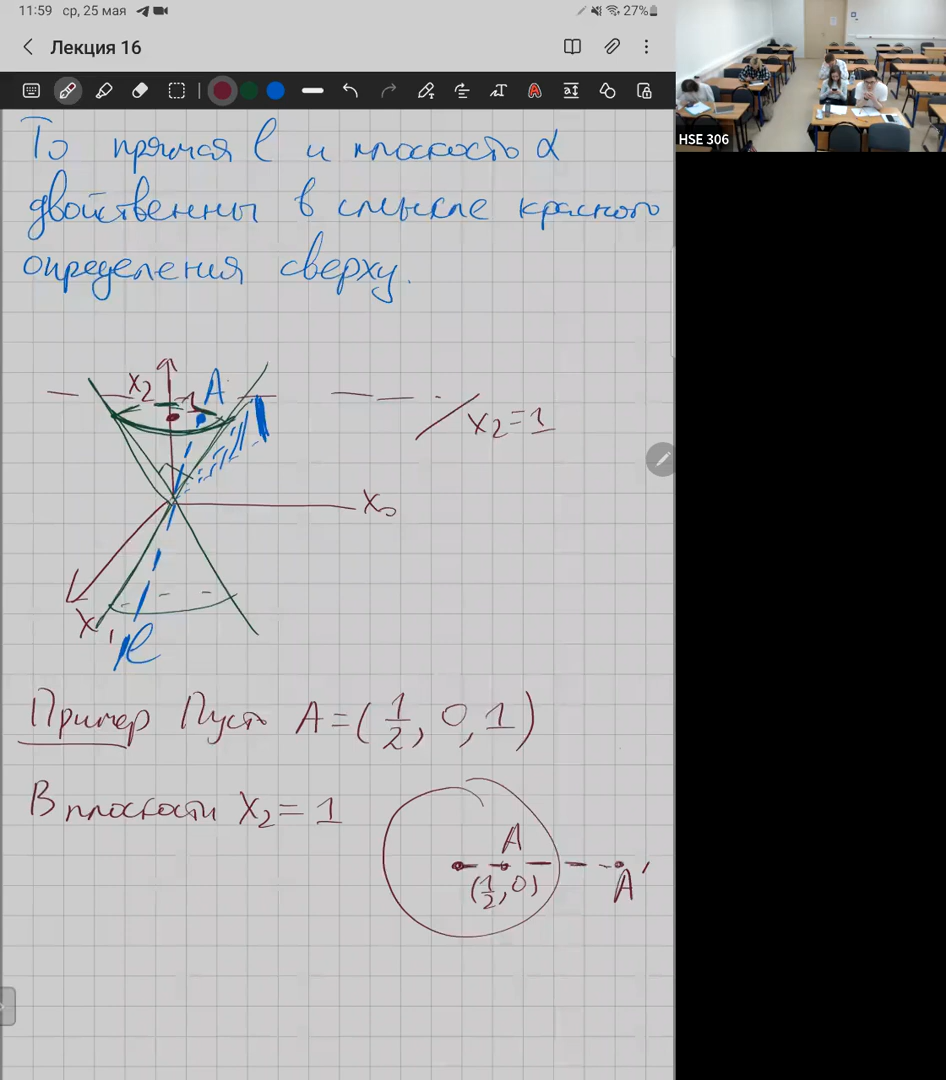 11:59 ср, 25 мая
27%
Лекция 16
HSE 306
То прямая l и плоскость α
двойственны в смысле красного
определения сверху.
x2
1
A
x2=1
x0
x1
l
Пример Пусть A=(1/2, 0, 1)
В плоскости x2=1
A
(1/2, 0)
A'